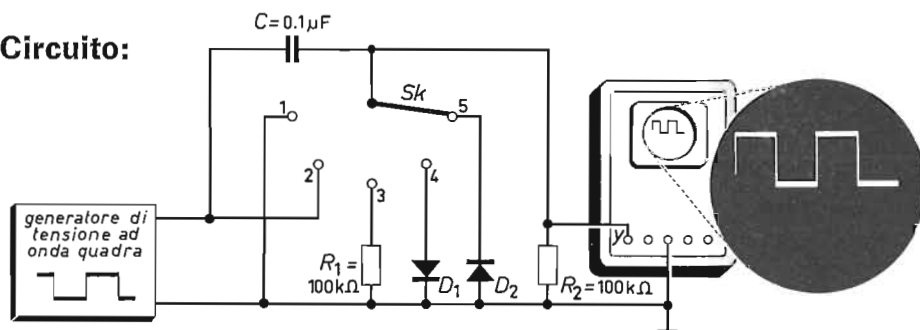 Circuito:
C=0.1μF
Sk
1
2
3
4
5
generatore di
tensione ad
onda quadra
R₁=
100kΩ
D₁
D₂
R₂=100kΩ
y